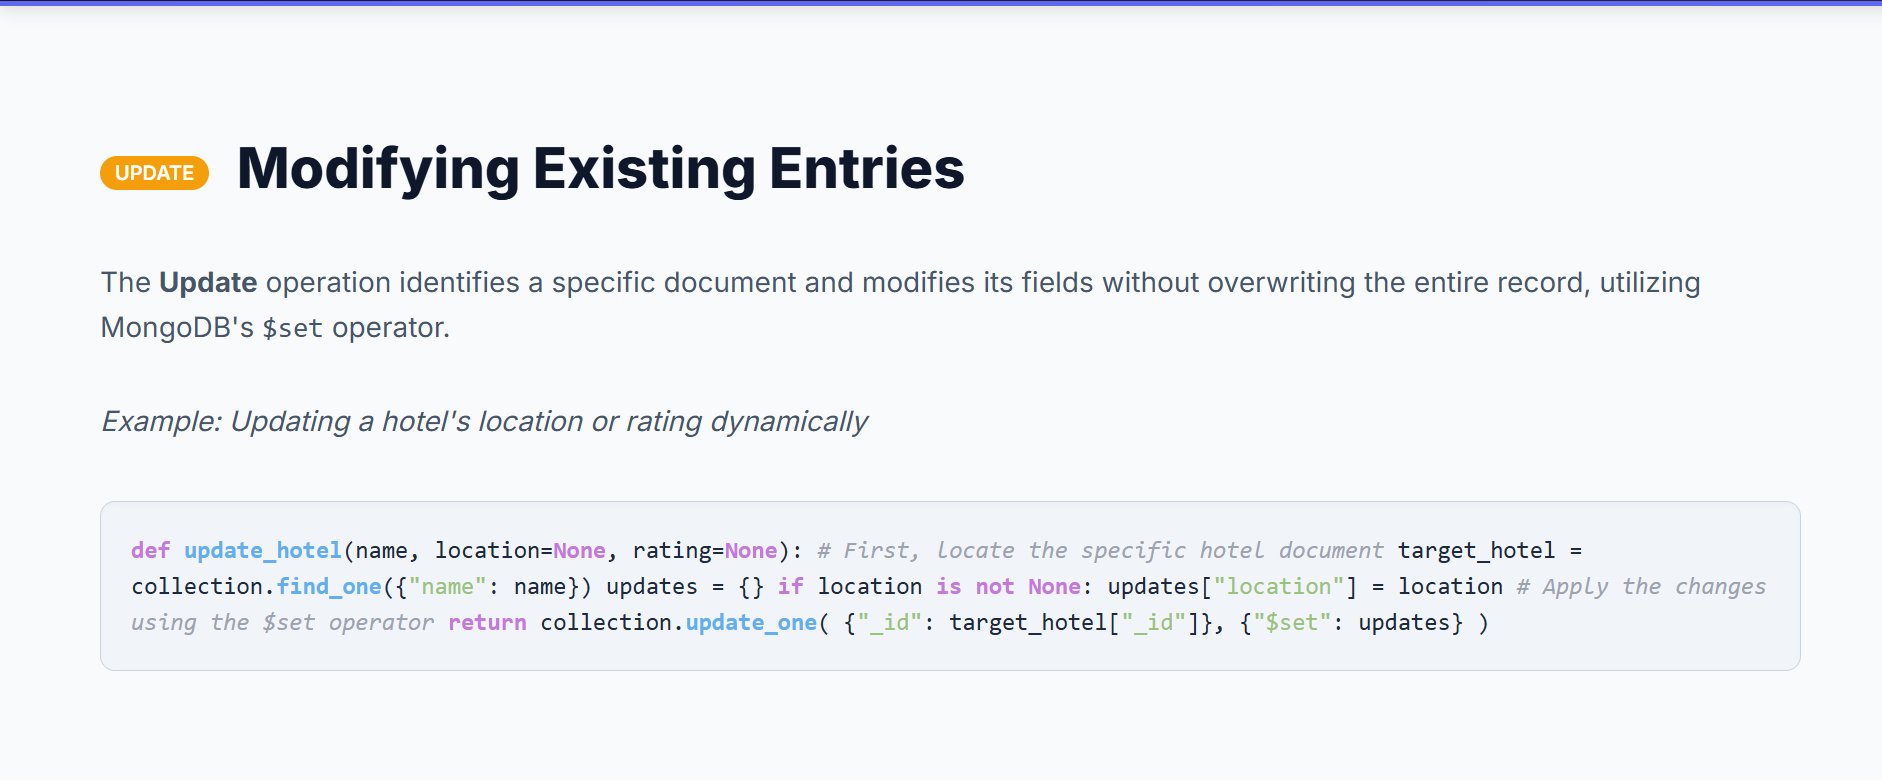 UPDATE Modifying Existing Entries
The Update operation identifies a specific document and modifies its fields without overwriting the entire record, utilizing
MongoDB's $set operator.
Example: Updating a hotel's location or rating dynamically
def update_hotel(name, location=None, rating=None): # First, locate the specific hotel document target_hotel =
collection.find_one({"name": name}) updates = {} if location is not None: updates["location"] = location # Apply the changes
using the $set operator return collection.update_one( {"_id": target_hotel["_id"]}, {"$set": updates} )